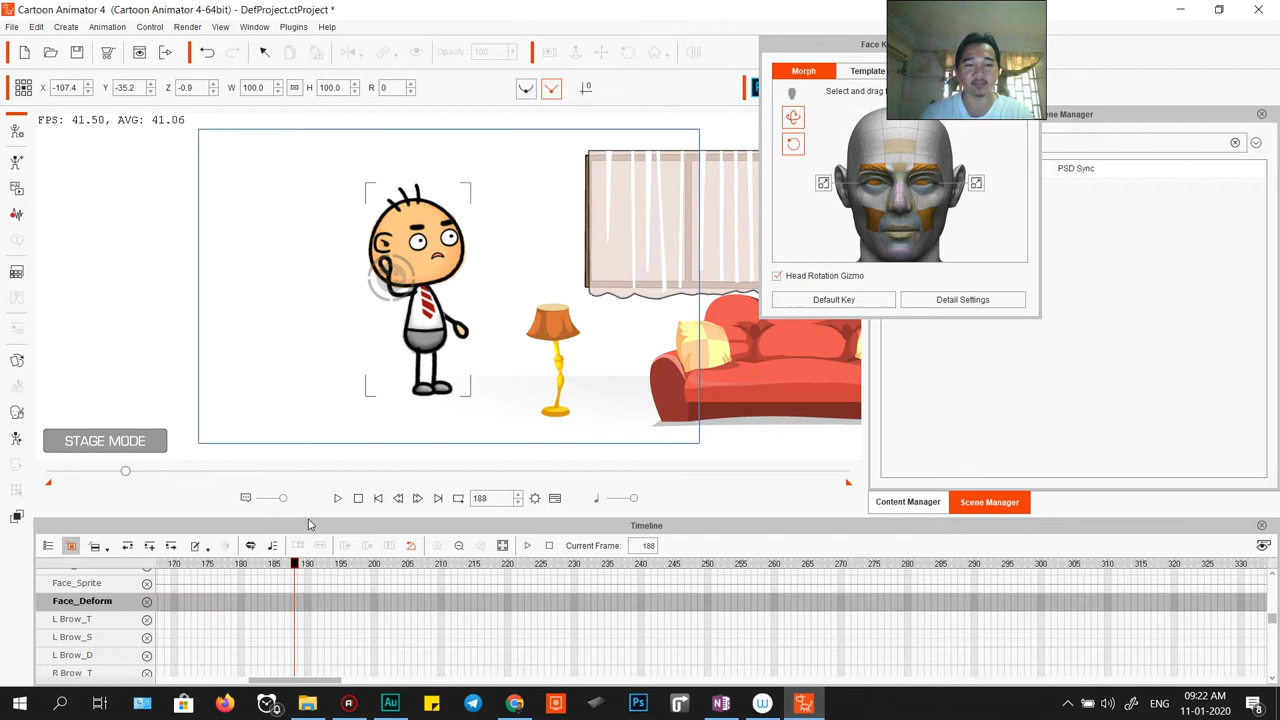 Cartoon Animator 4 (Cartoon Animator 4-64bit) - DefProject.ctProject *
File Edit Create Animation Control Render View Window Plugins Help
Opacity: 100
X -107.4 Y -35.2 Z -0.9 W 100.0 H 100.0 R 0
FPS: 41.50, AVG: 41.06
Face K
Morph Template
Select and drag
Head Rotation Gizmo
Default Key Detail Settings
cene Manager
PSD Sync
STAGE MODE
188
Content Manager Scene Manager
Timeline
Current Frame: 188
170 175 180 185 190 195 200 205 210 215 220 225 230 235 240 245 250 255 260 265 270 275 280 285 290 295 300 305 310 315 320 325 330
Face_Sprite
Face_Deform
L Brow_T
L Brow_S
L Brow_D
R Brow_T
ENG
09:22 AM
11-01-2020